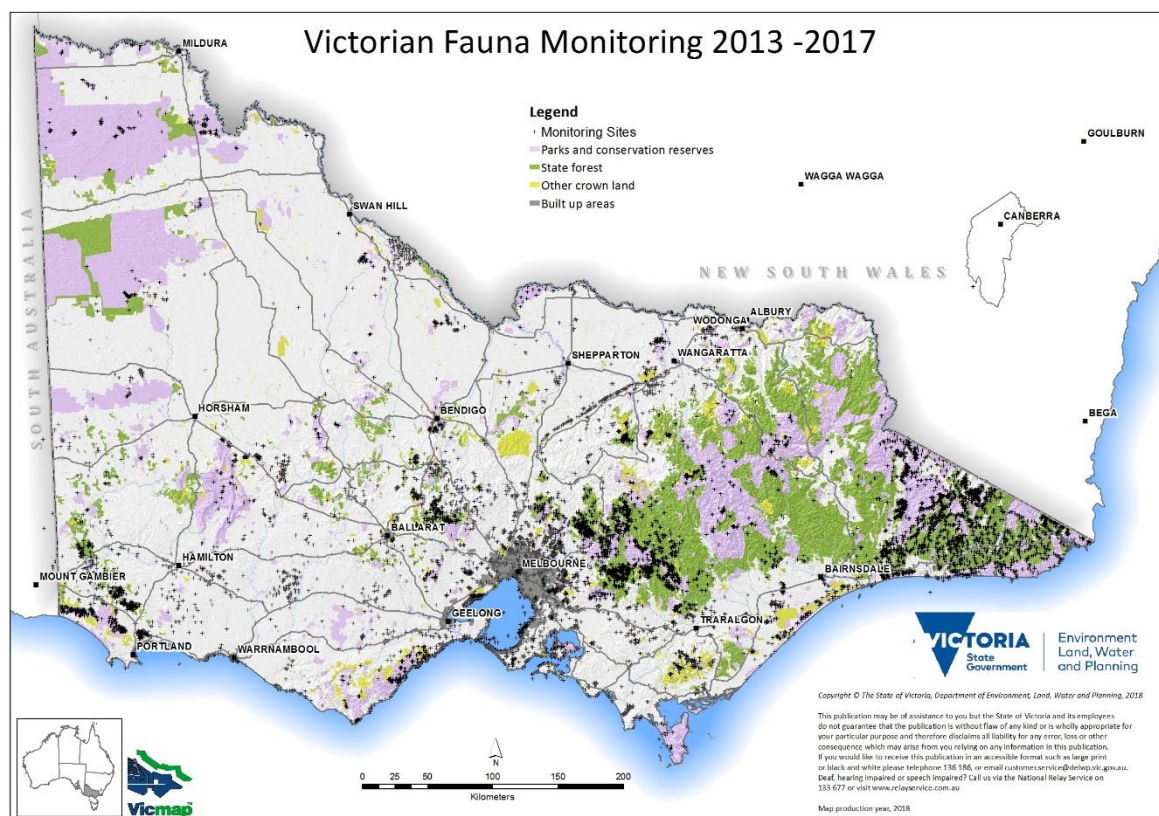 Victorian Fauna Monitoring 2013 -2017
MILDURA
Legend
Monitoring Sites
Parks and conservation reserves
State forest
Other crown land
Built up areas
GOULBURN
WAGGA WAGGA
SWAN HILL
CANBERRA
SOUTH AUSTRALIA
NEW SOUTH WALES
ALBURY
WODONGA
SHEPPARTON
WANGARATTA
HORSHAM
BENDIGO
BEGA
BALLARAT
MELBOURNE
HAMILTON
MOUNT GAMBIER
BAIRNSDALE
GEELONG
TRARALGON
PORTLAND
WARRNAMBOOL
VICTORIA
State
Government
Environment
Land, Water
and Planning
Copyright © The State of Victoria, Department of Environment, Land, Water and Planning, 2018
This publication may be of assistance to you but the State of Victoria and its employees
do not guarantee that the publication is without flaw of any kind or is wholly appropriate for
your particular purpose and therefore disclaims all liability for any error, loss or other
consequence which may arise from you relying on any information in this publication.
If you would like to receive this publication in an accessible format such as large print
or black and white please telephone 136 186, or email customer.service@delwp.vic.gov.au.
Deaf, hearing impaired or speech impaired? Call us via the National Relay Service on
133 677 or visit www.relayservice.com.au
Map production year, 2018
N
0 25 50 100 150 200
Kilometers
Vicmap